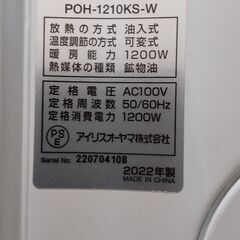 POH-1210KS-W
放熱の方式 油入式
温度調節の方式 可変式
暖房能力 1200W
熱媒体の種類 鉱物油
定格電圧 AC100V
定格周波数 50/60Hz
定格消費電力 1200W
PSE アイリスオーヤマ株式会社
2022年製
Serial No: 220704108 MADE IN CHINA